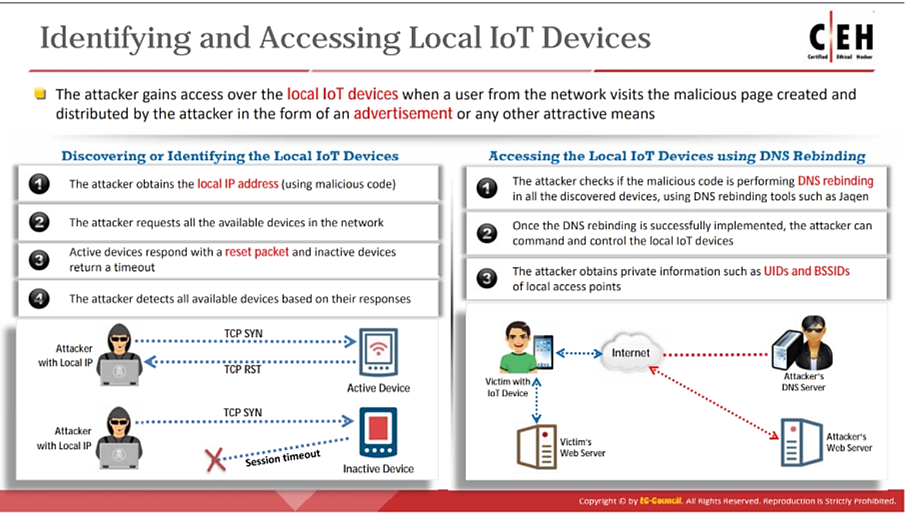 Identifying and Accessing Local IoT Devices
CEH
Certified Ethical Hacker
The attacker gains access over the local IoT devices when a user from the network visits the malicious page created and
distributed by the attacker in the form of an advertisement or any other attractive means
Discovering or Identifying the Local IoT Devices
1 The attacker obtains the local IP address (using malicious code)
2 The attacker requests all the available devices in the network
3 Active devices respond with a reset packet and inactive devices
return a timeout
4 The attacker detects all available devices based on their responses
Attacker
with Local IP
TCP SYN
TCP RST
Active Device
Attacker
with Local IP
TCP SYN
Session timeout
Inactive Device
Accessing the Local IoT Devices using DNS Rebinding
1 The attacker checks if the malicious code is performing DNS rebinding
in all the discovered devices, using DNS rebinding tools such as Jaqen
2 Once the DNS rebinding is successfully implemented, the attacker can
command and control the local IoT devices
3 The attacker obtains private information such as UIDs and BSSIDs
of local access points
Victim with
IoT Device
Internet
Attacker's
DNS Server
Victim's
Web Server
Attacker's
Web Server
Copyright © by EC-Council. All Rights Reserved. Reproduction is Strictly Prohibited.